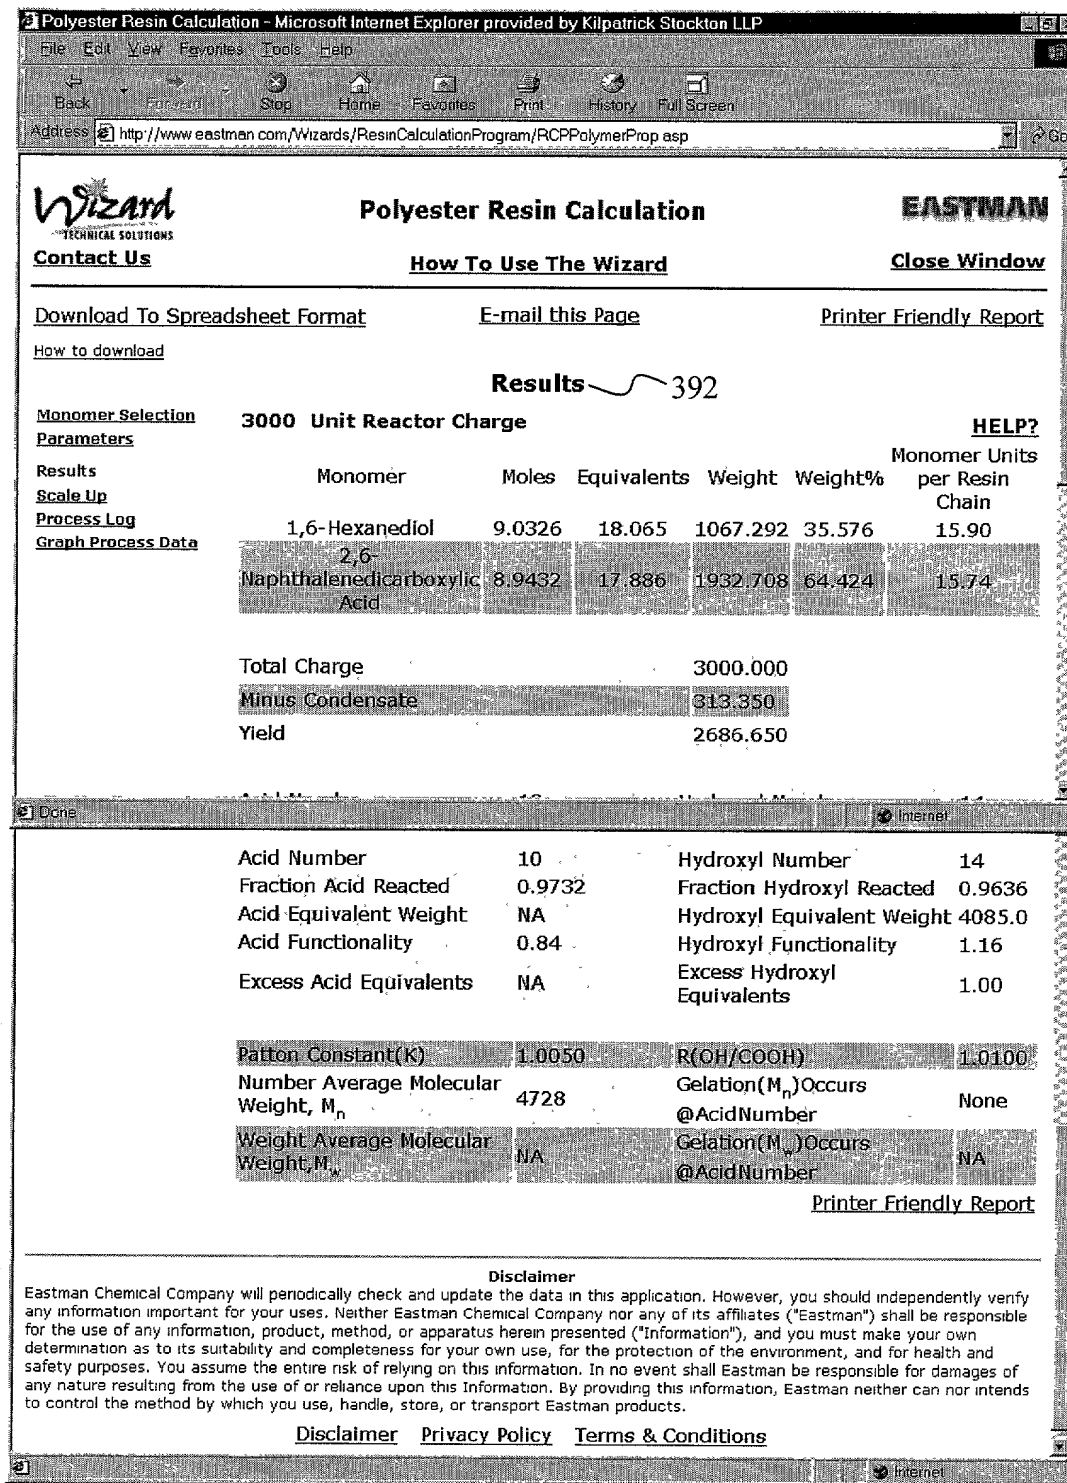 Polyester Resin Calculation - Microsoft Internet Explorer provided by Kilpatrick Stockton LLP
File Edit View Favorites Tools Help
Back Forward Stop Home Favorites Print History Full Screen
Address http://www.eastman.com/Wizards/ResinCalculationProgram/RCPPolymerProp.asp Go
Wizard
TECHNICAL SOLUTIONS
Polyester Resin Calculation
EASTMAN
Contact Us How To Use The Wizard Close Window
Download To Spreadsheet Format E-mail this Page Printer Friendly Report
How to download
Results 392
Monomer Selection
Parameters
Results
Scale Up
Process Log
Graph Process Data
3000 Unit Reactor Charge
HELP?
Monomer Moles Equivalents Weight Weight% Monomer Units per Resin Chain
1,6-Hexanediol 9.0326 18.065 1067.292 35.576 15.90
2,6-
Naphthalenedicarboxylic 8.9432 17.886 1932.708 64.424 15.74
Acid
Total Charge 3000.000
Minus Condensate 313.350
Yield 2686.650
Done Internet
Acid Number 10 Hydroxyl Number 14
Fraction Acid Reacted 0.9732 Fraction Hydroxyl Reacted 0.9636
Acid Equivalent Weight NA Hydroxyl Equivalent Weight 4085.0
Acid Functionality 0.84 Hydroxyl Functionality 1.16
Excess Acid Equivalents NA Excess Hydroxyl Equivalents 1.00
Patton Constant(K) 1.0050 R(OH/COOH) 1.0100
Number Average Molecular Weight, Mn 4728 Gelation(Mn)Occurs @AcidNumber None
Weight Average Molecular Weight,Mw NA Gelation(Mw)Occurs @AcidNumber NA
Printer Friendly Report
Disclaimer
Eastman Chemical Company will periodically check and update the data in this application. However, you should independently verify
any information important for your uses. Neither Eastman Chemical Company nor any of its affiliates ("Eastman") shall be responsible
for the use of any information, product, method, or apparatus herein presented ("Information"), and you must make your own
determination as to its suitability and completeness for your own use, for the protection of the environment, and for health and
safety purposes. You assume the entire risk of relying on this information. In no event shall Eastman be responsible for damages of
any nature resulting from the use of or reliance upon this Information. By providing this information, Eastman neither can nor intends
to control the method by which you use, handle, store, or transport Eastman products.
Disclaimer Privacy Policy Terms & Conditions
Internet